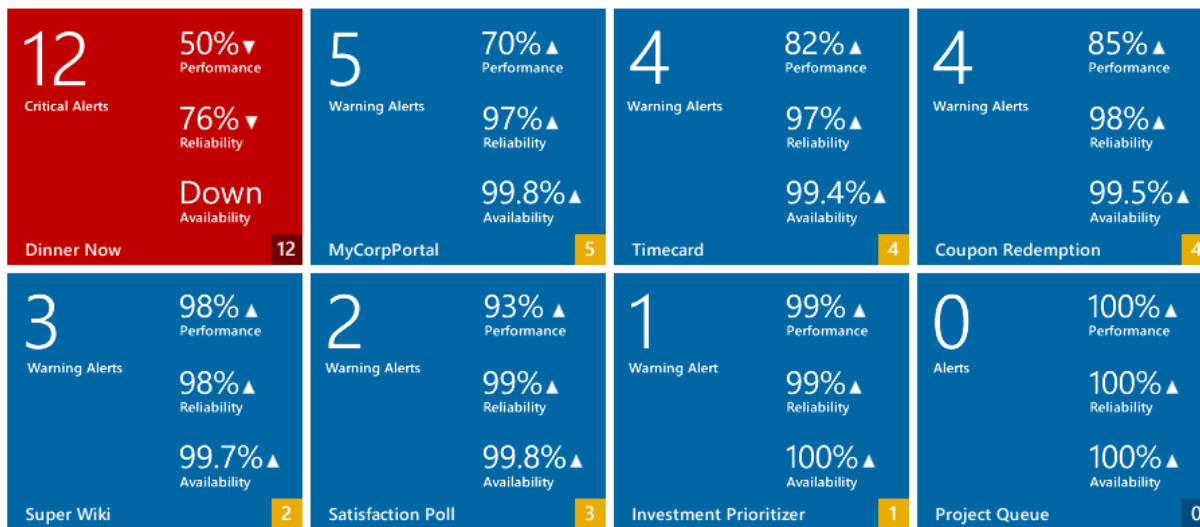 12
50% ▼
Performance
Critical Alerts
76% ▼
Reliability
Down
Availability
Dinner Now
12
5
70% ▲
Performance
Warning Alerts
97% ▲
Reliability
99.8% ▲
Availability
MyCorpPortal
5
4
82% ▲
Performance
Warning Alerts
97% ▲
Reliability
99.4% ▲
Availability
Timecard
4
4
85% ▲
Performance
Warning Alerts
98% ▲
Reliability
99.5% ▲
Availability
Coupon Redemption
4
3
98% ▲
Performance
Warning Alerts
98% ▲
Reliability
99.7% ▲
Availability
Super Wiki
2
2
93% ▲
Performance
Warning Alerts
99% ▲
Reliability
99.8% ▲
Availability
Satisfaction Poll
3
1
99% ▲
Performance
Warning Alert
99% ▲
Reliability
100% ▲
Availability
Investment Prioritizer
1
0
100% ▲
Performance
Alerts
100% ▲
Reliability
100% ▲
Availability
Project Queue
0